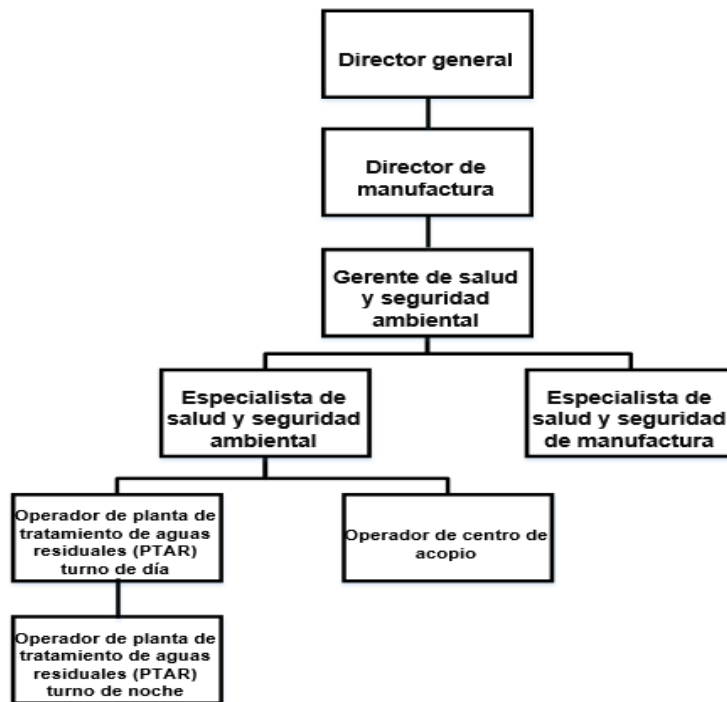 Director general
Director de
manufactura
Gerente de salud
y seguridad
ambiental
Especialista de
salud y seguridad
ambiental
Especialista de
salud y seguridad
de manufactura
Operador de planta de
tratamiento de aguas
residuales (PTAR)
turno de día
Operador de centro de
acopio
Operador de planta de
tratamiento de aguas
residuales (PTAR)
turno de noche